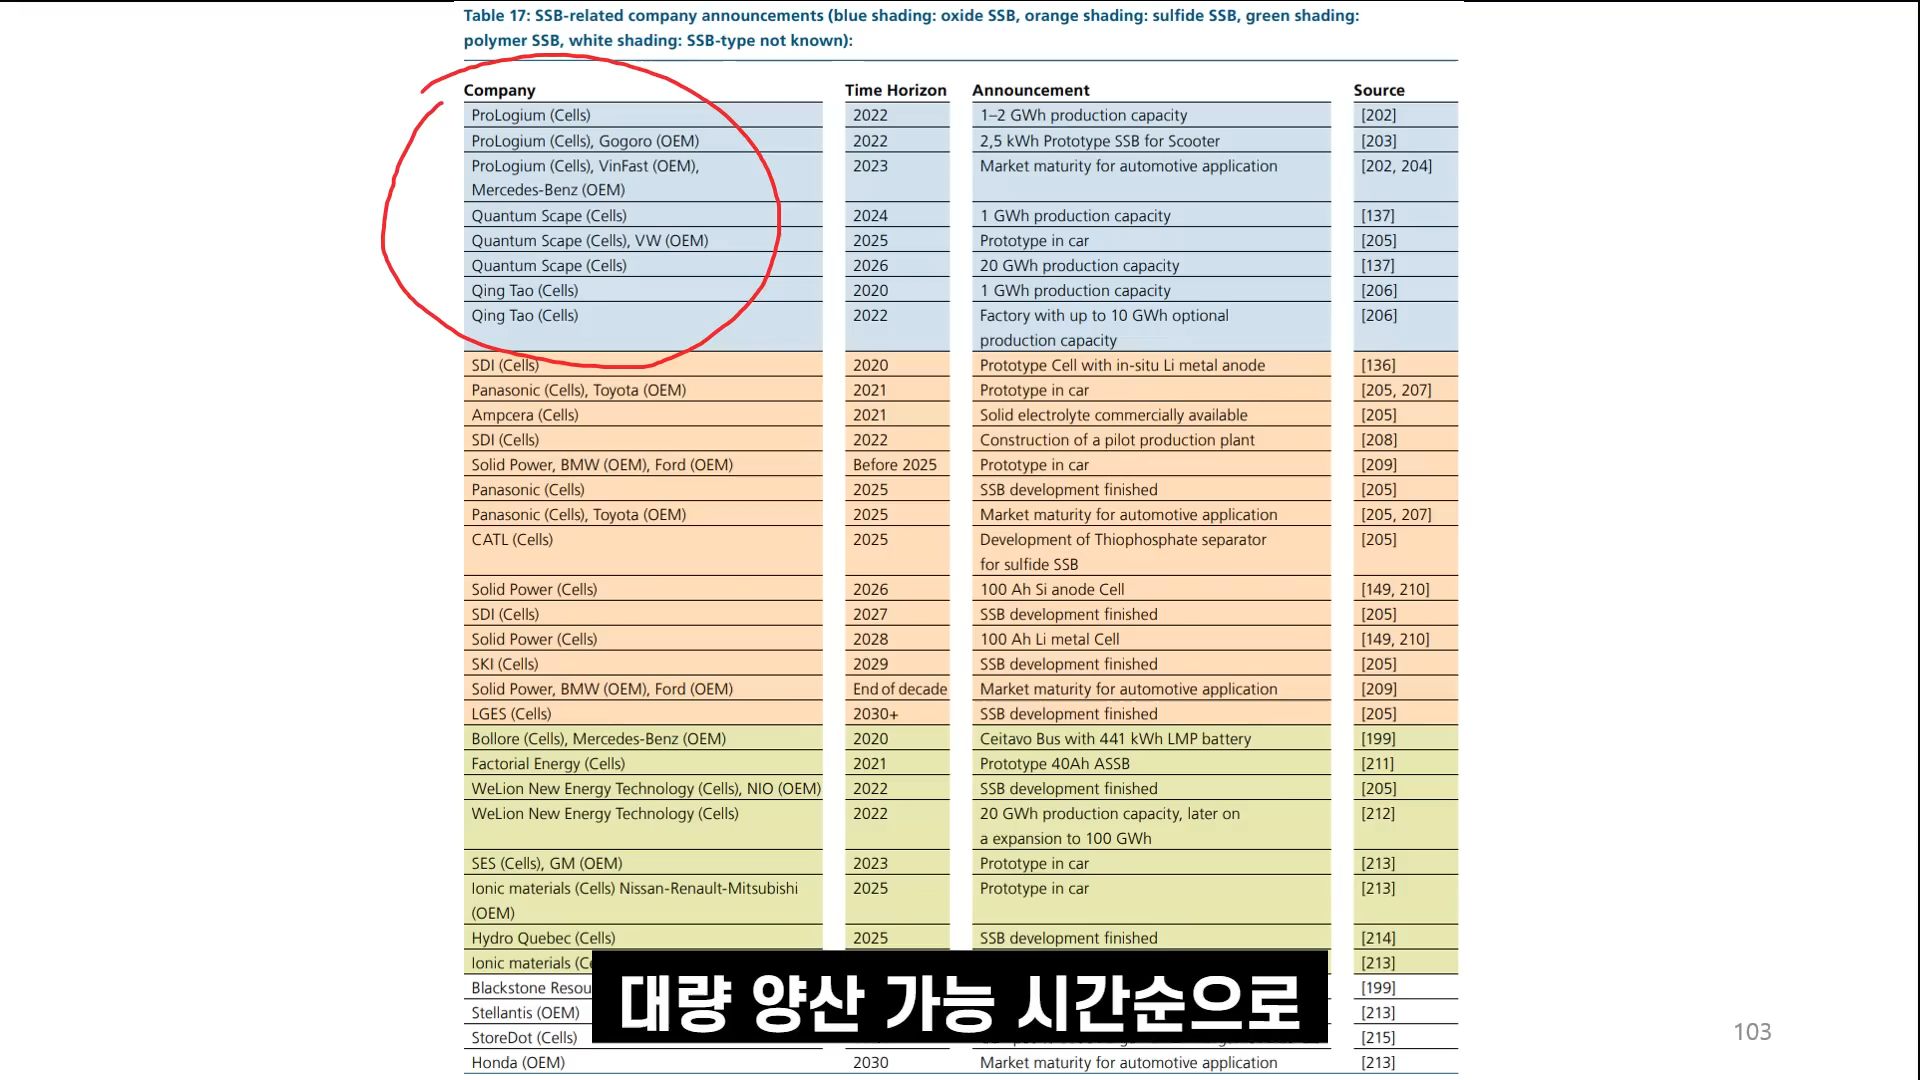 Table 17: SSB-related company announcements (blue shading: oxide SSB, orange shading: sulfide SSB, green shading:
polymer SSB, white shading: SSB-type not known):
Company Time Horizon Announcement Source
ProLogium (Cells) 2022 1–2 GWh production capacity [202]
ProLogium (Cells), Gogoro (OEM) 2022 2,5 kWh Prototype SSB for Scooter [203]
ProLogium (Cells), VinFast (OEM), 2023 Market maturity for automotive application [202, 204]
Mercedes-Benz (OEM)
Quantum Scape (Cells) 2024 1 GWh production capacity [137]
Quantum Scape (Cells), VW (OEM) 2025 Prototype in car [205]
Quantum Scape (Cells) 2026 20 GWh production capacity [137]
Qing Tao (Cells) 2020 1 GWh production capacity [206]
Qing Tao (Cells) 2022 Factory with up to 10 GWh optional [206]
production capacity
SDI (Cells) 2020 Prototype Cell with in-situ Li metal anode [136]
Panasonic (Cells), Toyota (OEM) 2021 Prototype in car [205, 207]
Ampcera (Cells) 2021 Solid electrolyte commercially available [205]
SDI (Cells) 2022 Construction of a pilot production plant [208]
Solid Power, BMW (OEM), Ford (OEM) Before 2025 Prototype in car [209]
Panasonic (Cells) 2025 SSB development finished [205]
Panasonic (Cells), Toyota (OEM) 2025 Market maturity for automotive application [205, 207]
CATL (Cells) 2025 Development of Thiophosphate separator [205]
for sulfide SSB
Solid Power (Cells) 2026 100 Ah Si anode Cell [149, 210]
SDI (Cells) 2027 SSB development finished [205]
Solid Power (Cells) 2028 100 Ah Li metal Cell [149, 210]
SKI (Cells) 2029 SSB development finished [205]
Solid Power, BMW (OEM), Ford (OEM) End of decade Market maturity for automotive application [209]
LGES (Cells) 2030+ SSB development finished [205]
Bollore (Cells), Mercedes-Benz (OEM) 2020 Ceitavo Bus with 441 kWh LMP battery [199]
Factorial Energy (Cells) 2021 Prototype 40Ah ASSB [211]
WeLion New Energy Technology (Cells), NIO (OEM) 2022 SSB development finished [205]
WeLion New Energy Technology (Cells) 2022 20 GWh production capacity, later on [212]
a expansion to 100 GWh
SES (Cells), GM (OEM) 2023 Prototype in car [213]
Ionic materials (Cells) Nissan-Renault-Mitsubishi 2025 Prototype in car [213]
(OEM)
Hydro Quebec (Cells) 2025 SSB development finished [214]
Ionic materials [213]
Blackstone [199]
Stellantis (OEM) [213]
StoreDot (Cells) [215]
Honda (OEM) 2030 Market maturity for automotive application [213]
대량 양산 가능 시간순으로
103